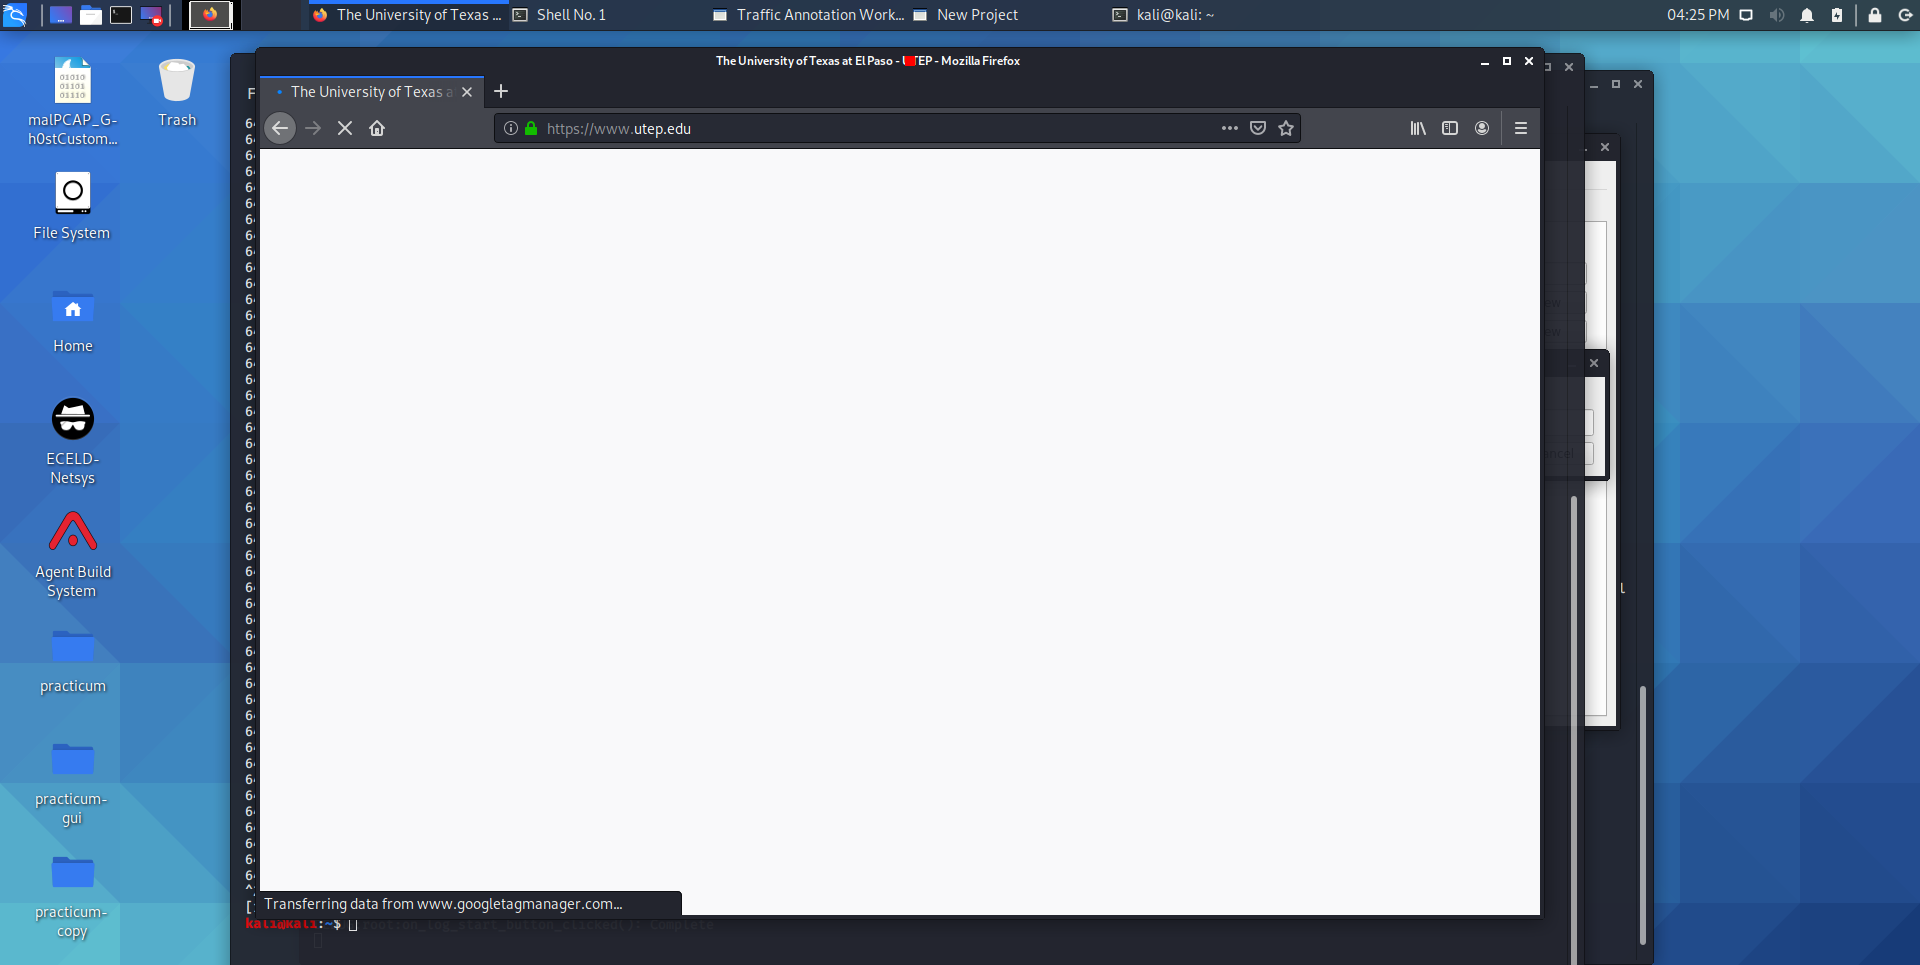 The University of Texas ...
Shell No. 1
Traffic Annotation Work...
New Project
kali@kali: ~
04:25 PM
The University of Texas at El Paso - UTEP - Mozilla Firefox
The University of Texas a
https://www.utep.edu
malPCAP_G-
h0stCustom...
Trash
File System
Home
ECELD-
Netsys
Agent Build
System
practicum
practicum-
gui
practicum-
copy
Transferring data from www.googletagmanager.com...
kali@kali:~$
root:on_log_start_button_clicked(): Complete